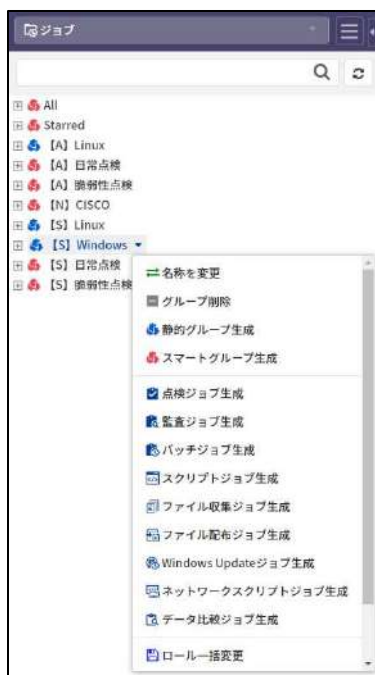 ジョブ
All
Starred
【A】Linux
【A】日常点検
【A】脆弱性点検
【N】CISCO
【S】Linux
【S】Windows
【S】日常点検
【S】脆弱性点検
名称を変更
グループ削除
静的グループ生成
スマートグループ生成
点検ジョブ生成
監査ジョブ生成
バッチジョブ生成
スクリプトジョブ生成
ファイル収集ジョブ生成
ファイル配布ジョブ生成
Windows Updateジョブ生成
ネットワークスクリプトジョブ生成
データ比較ジョブ生成
ロール一括変更